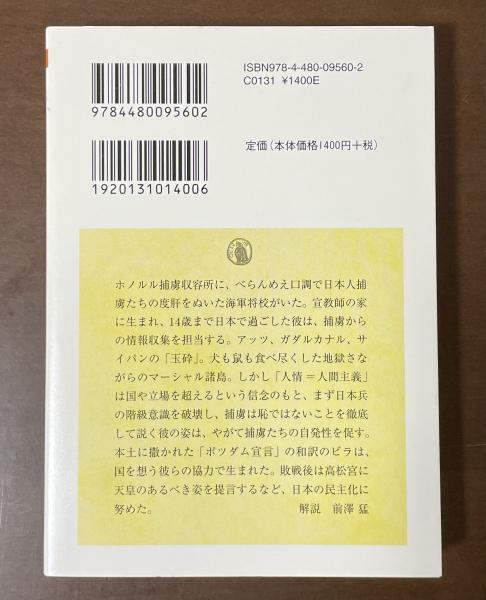 ISBN978-4-480-09560-2
C0131 ¥1400E
9784480095602
定価(本体価格1400円+税)
1920131014006
ホノルル捕虜収容所に、べらんめえ口調で日本人捕
虜たちの度肝をぬいた海軍将校がいた。宣教師の家
に生まれ、14歳まで日本で過ごした彼は、捕虜から
の情報収集を担当する。アッツ、ガダルカナル、サ
イパンの「玉砕」。犬も鼠も食べ尽くした地獄さな
がらのマーシャル諸島。しかし「人情=人間主義」
は国や立場を超えるという信念のもと、まず日本兵
の階級意識を破壊し、捕虜は恥ではないことを徹底
して説く彼の姿は、やがて捕虜たちの自発性を促す。
本土に撒かれた「ポツダム宣言」の和訳のビラは、
国を想う彼らの協力で生まれた。敗戦後は高松宮に
天皇のあるべき姿を提言するなど、日本の民主化に
努めた。 解説 前澤 猛